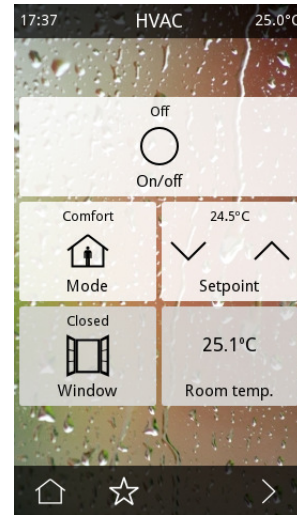 17:37 HVAC 25.0°C
Off
On/off
Comfort
Mode
24.5°C
Setpoint
Closed
Window
25.1°C
Room temp.